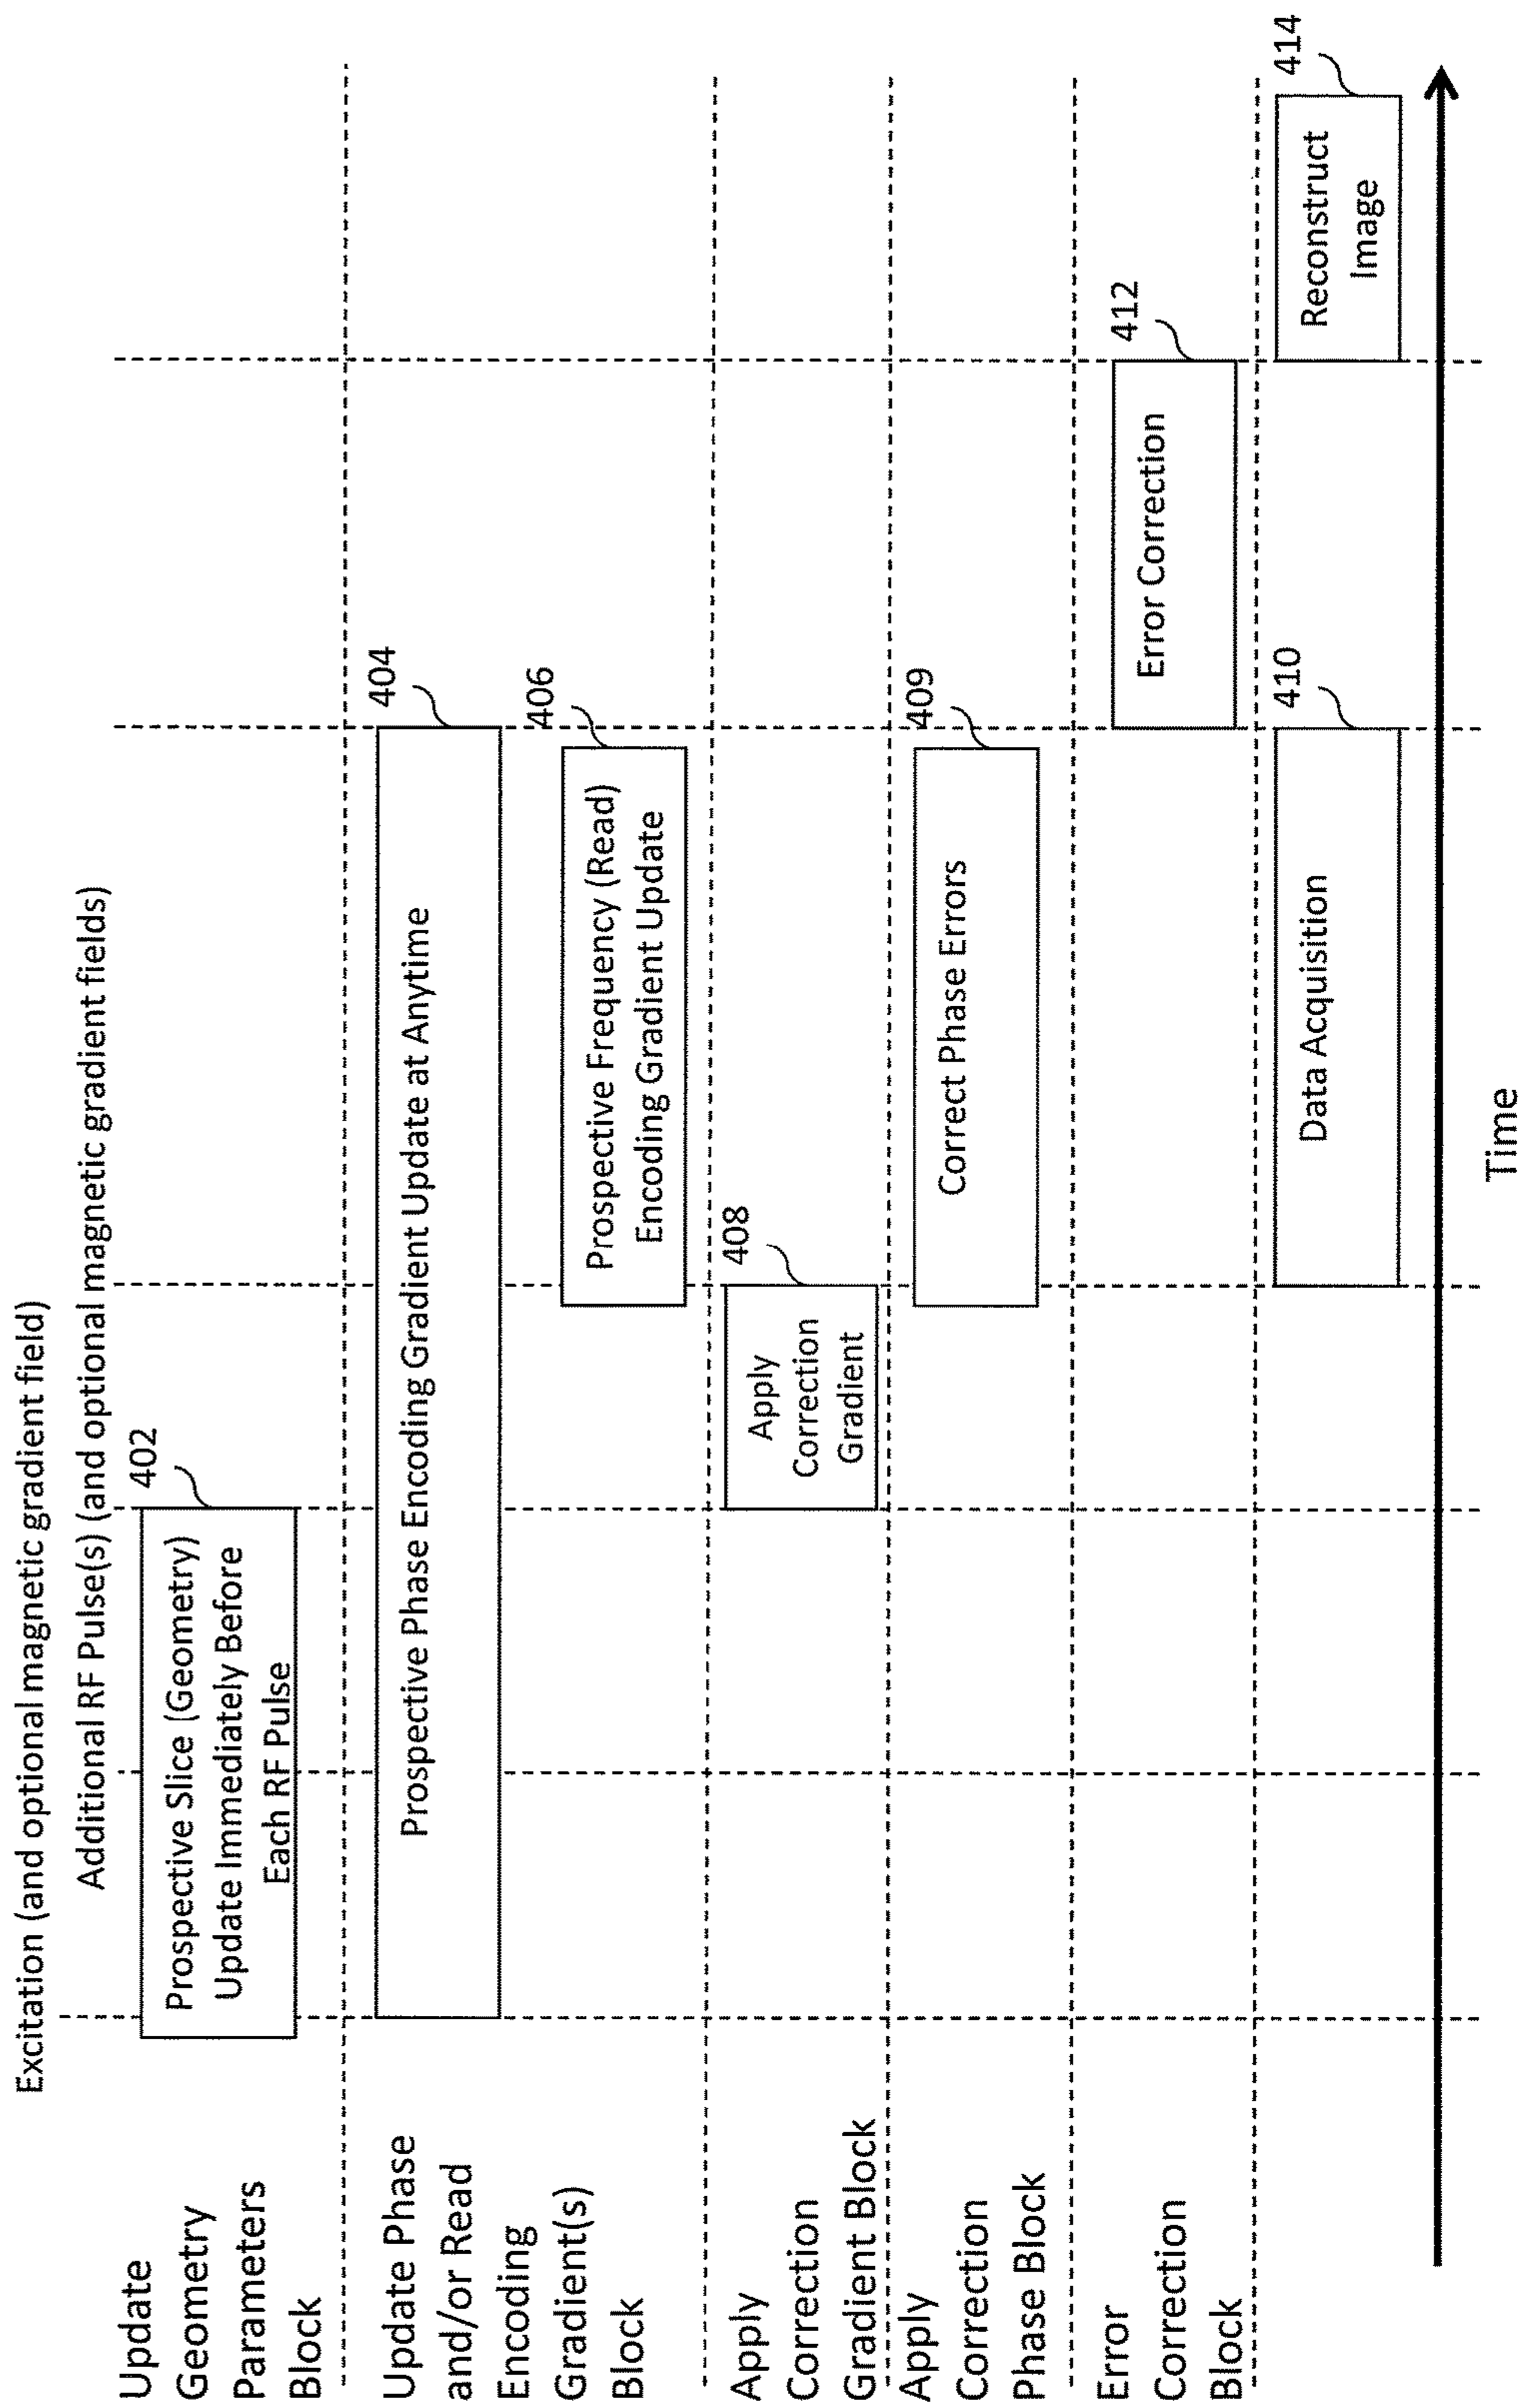 Excitation (and optional magnetic gradient field)
Additional RF Pulse(s) (and optional magnetic gradient fields)
Update
Geometry
Parameters
Block
402
Prospective Slice (Geometry)
Update Immediately Before
Each RF Pulse
Update Phase
and/or Read
Encoding
Gradient(s)
Block
404
Prospective Phase Encoding Gradient Update at Anytime
406
Prospective Frequency (Read)
Encoding Gradient Update
Apply
Correction
Gradient Block
408
Apply
Correction
Gradient
Apply
Correction
Phase Block
409
Correct Phase Errors
Error
Correction
Block
412
Error Correction
410
Data Acquisition
414
Reconstruct
Image
Time